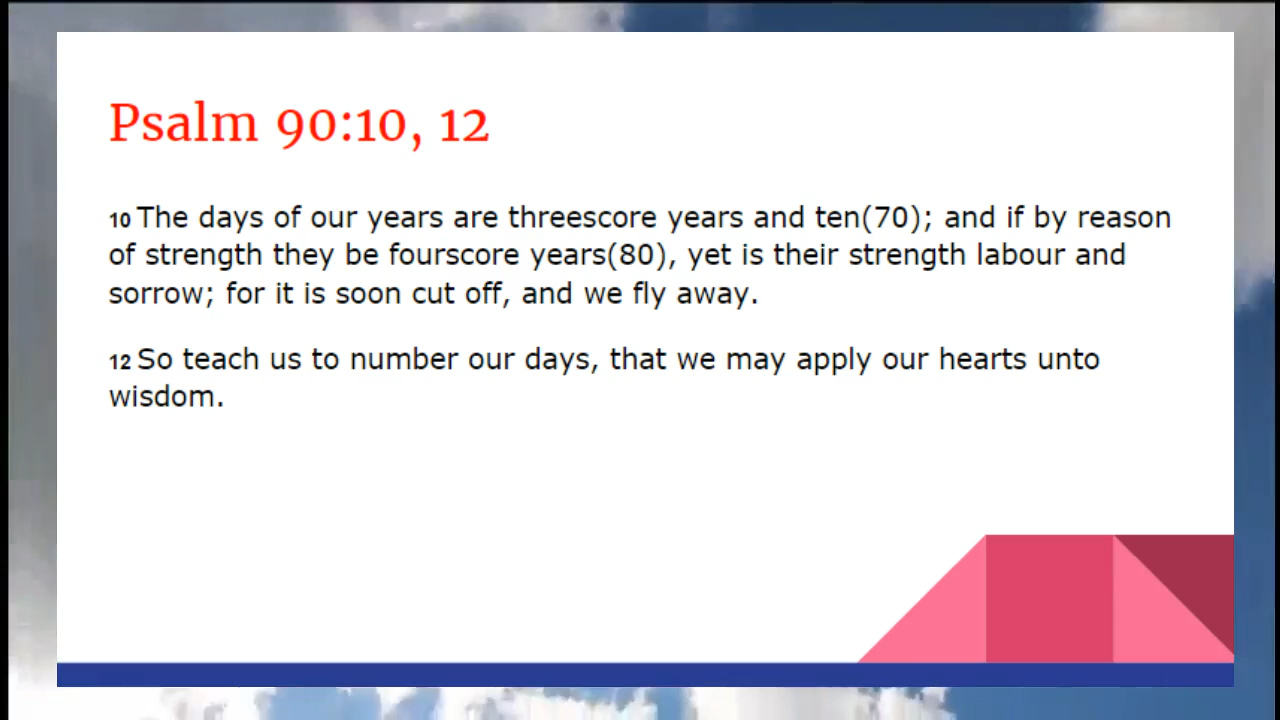 Psalm 90:10, 12
10 The days of our years are threescore years and ten(70); and if by reason
of strength they be fourscore years(80), yet is their strength labour and
sorrow; for it is soon cut off, and we fly away.
12 So teach us to number our days, that we may apply our hearts unto
wisdom.